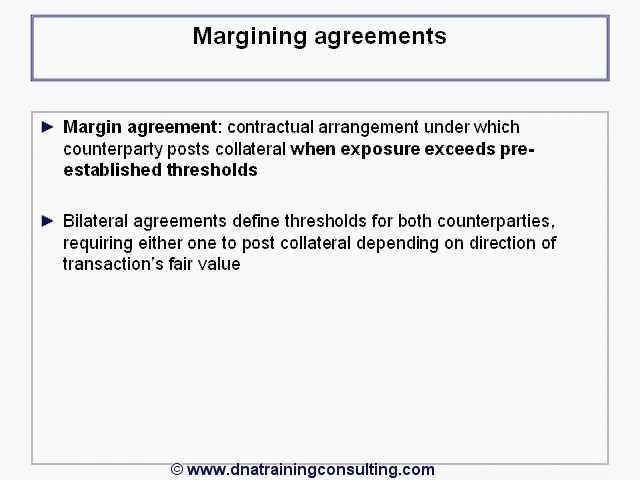 Margining agreements
► Margin agreement: contractual arrangement under which
counterparty posts collateral when exposure exceeds pre-
established thresholds
► Bilateral agreements define thresholds for both counterparties,
requiring either one to post collateral depending on direction of
transaction's fair value
© www.dnatrainingconsulting.com